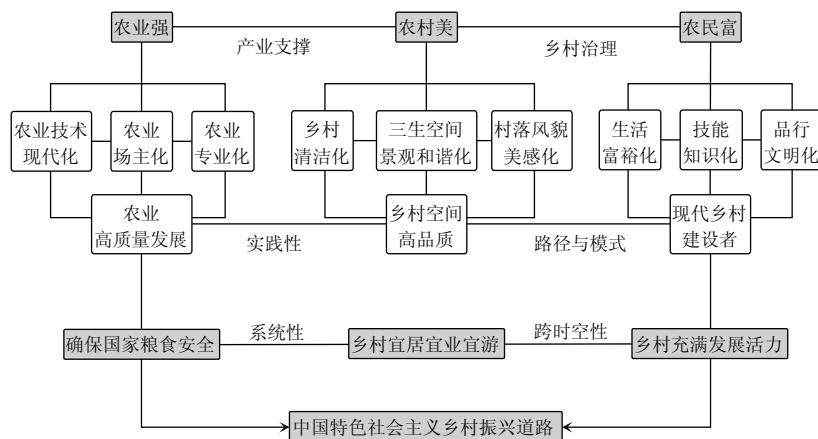 农业强
农村美
农民富
产业支撑
乡村治理
农业技术
现代化
农业
场主化
农业
专业化
乡村
清洁化
三生空间
景观和谐化
村落风貌
美感化
生活
富裕化
技能
知识化
品行
文明化
农业
高质量发展
乡村空间
高品质
现代乡村
建设者
实践性
路径与模式
确保国家粮食安全
系统性
乡村宜居宜业宜游
跨时空性
乡村充满发展活力
中国特色社会主义乡村振兴道路